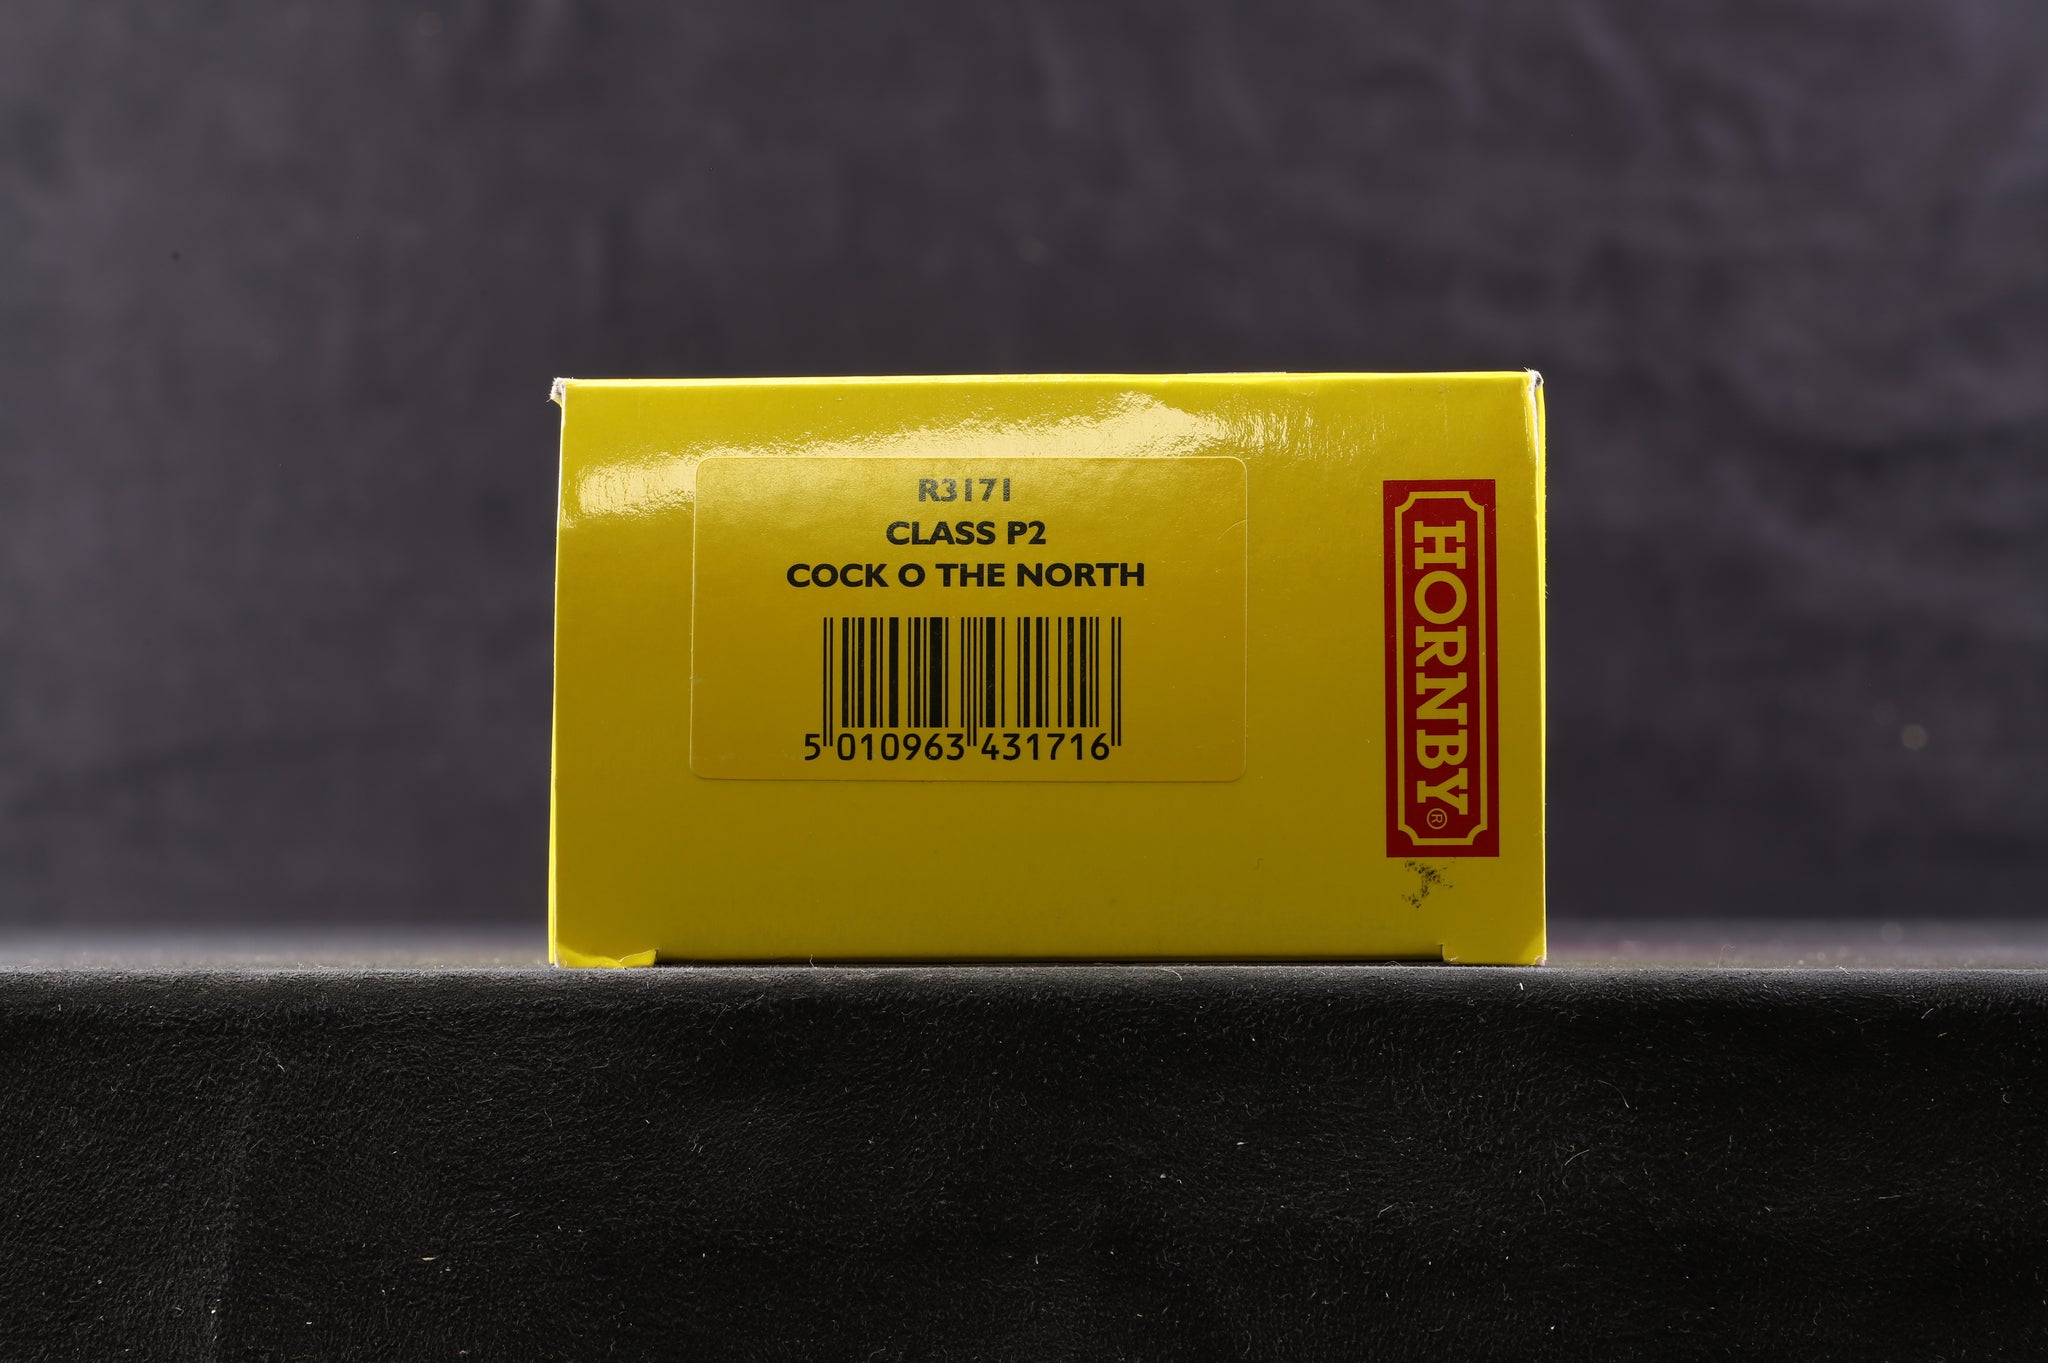 R3171
CLASS P2
COCK O THE NORTH
5 010963 431716
HORNBY®